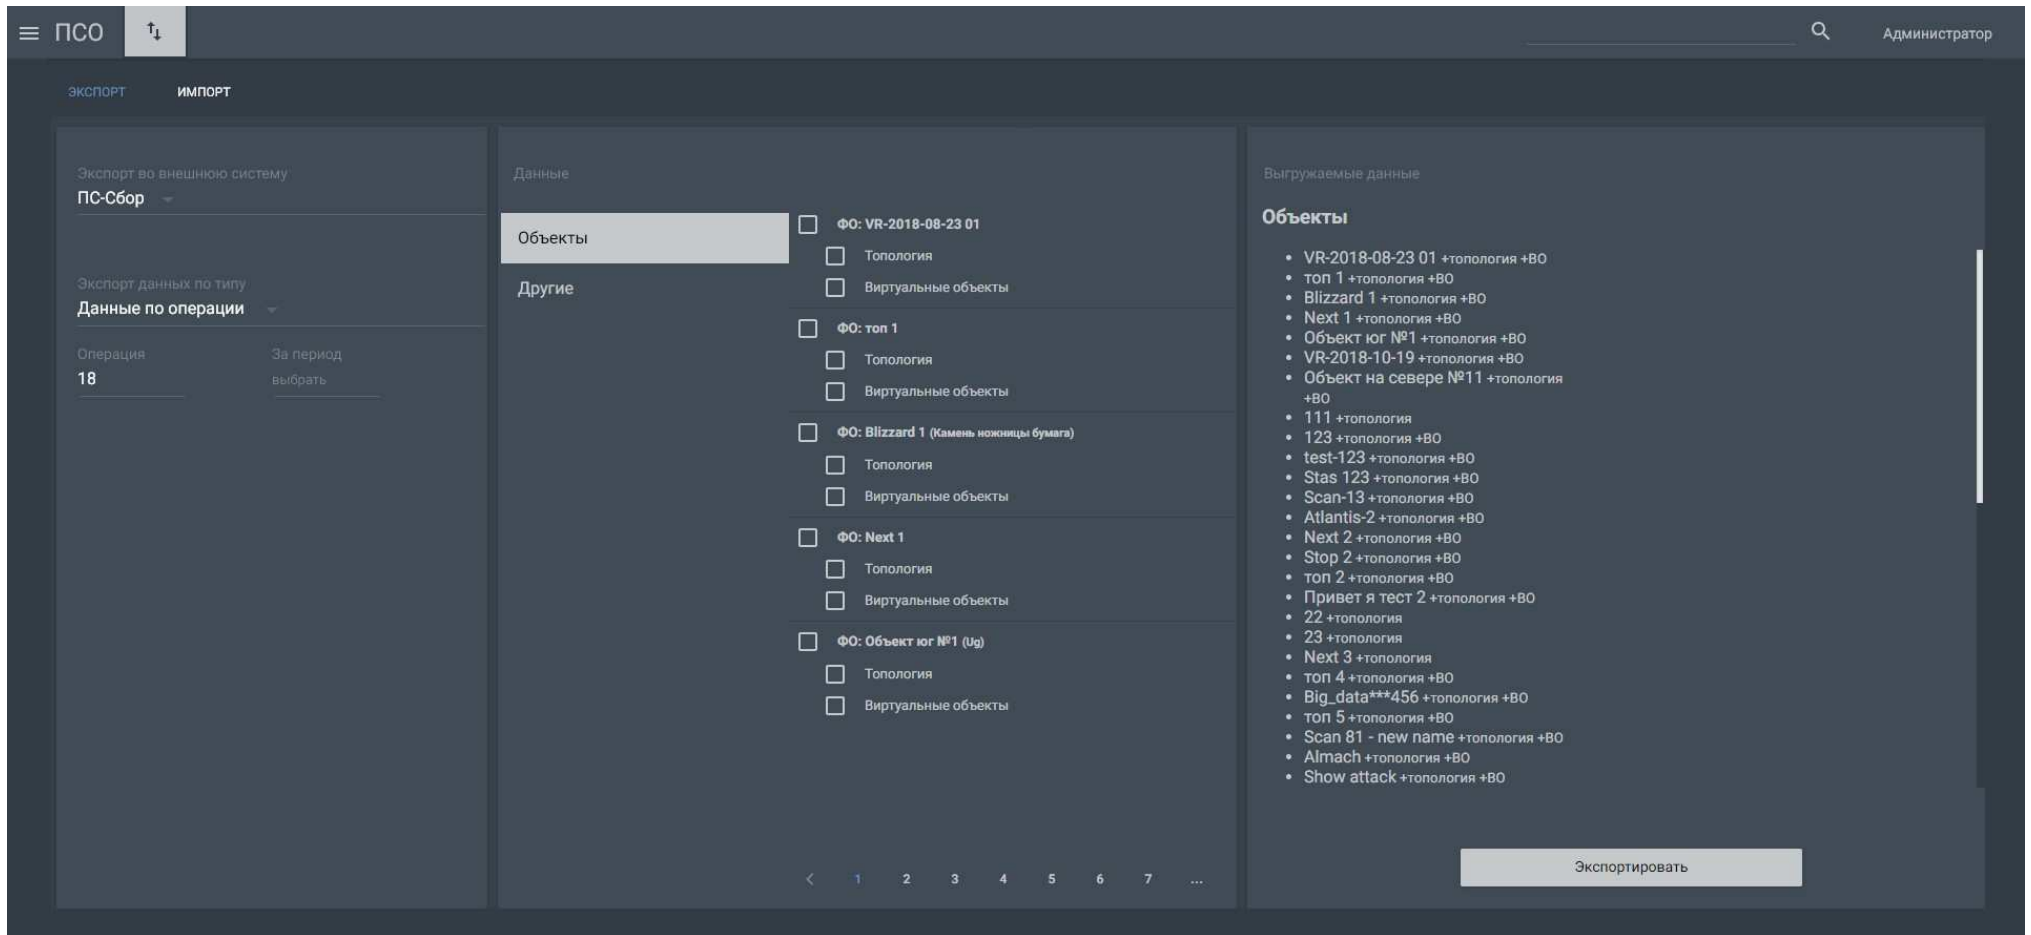 ПСО
Администратор
ЭКСПОРТ
ИМПОРТ
Экспорт во внешнюю систему
ПС-Сбор
Экспорт данных по типу
Данные по операции
Операция
За период
18
выбрать
Данные
Объекты
Другие
ФО: VR-2018-08-23 01
Топология
Виртуальные объекты
ФО: топ 1
Топология
Виртуальные объекты
ФО: Blizzard 1 (Камень ножницы бумага)
Топология
Виртуальные объекты
ФО: Next 1
Топология
Виртуальные объекты
ФО: Объект юг №1 (Ug)
Топология
Виртуальные объекты
1 2 3 4 5 6 7 ...
Выгружаемые данные
Объекты
• VR-2018-08-23 01 +топология +ВО
• топ 1 +топология +ВО
• Blizzard 1 +топология +ВО
• Next 1 +топология +ВО
• Объект юг №1 +топология +ВО
• VR-2018-10-19 +топология +ВО
• Объект на севере №11 +топология
+ВО
• 111 +топология
• 123 +топология +ВО
• test-123 +топология +ВО
• Stas 123 +топология +ВО
• Scan-13 +топология +ВО
• Atlantis-2 +топология +ВО
• Next 2 +топология +ВО
• Stop 2 +топология +ВО
• топ 2 +топология +ВО
• Привет я тест 2 +топология +ВО
• 22 +топология
• 23 +топология
• Next 3 +топология
• топ 4 +топология +ВО
• Big_data***456 +топология +ВО
• топ 5 +топология +ВО
• Scan 81 - new name +топология +ВО
• Almach +топология +ВО
• Show attack +топология +ВО
Экспортировать